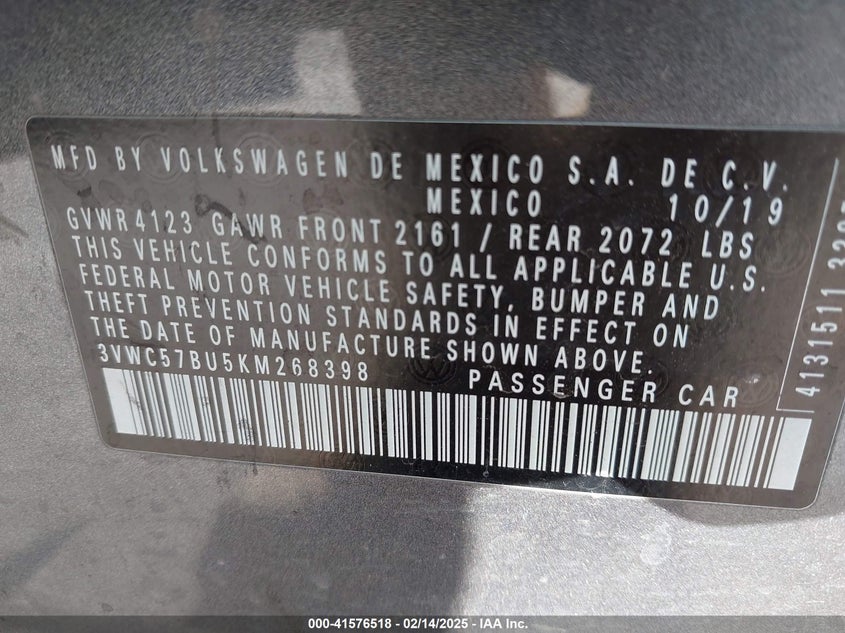 MFD BY VOLKSWAGEN DE MEXICO S.A. DE C.V.
MEXICO 10/19
GVWR 4123 GAWR FRONT 2161 / REAR 2072 LBS
THIS VEHICLE CONFORMS TO ALL APPLICABLE U.S.
FEDERAL MOTOR VEHICLE SAFETY, BUMPER AND
THEFT PREVENTION STANDARDS IN EFFECT ON
THE DATE OF MANUFACTURE SHOWN ABOVE.
3VWC57BU5KM268398 PASSENGER CAR
4131511
000-41576518 - 02/14/2025 - IAA Inc.